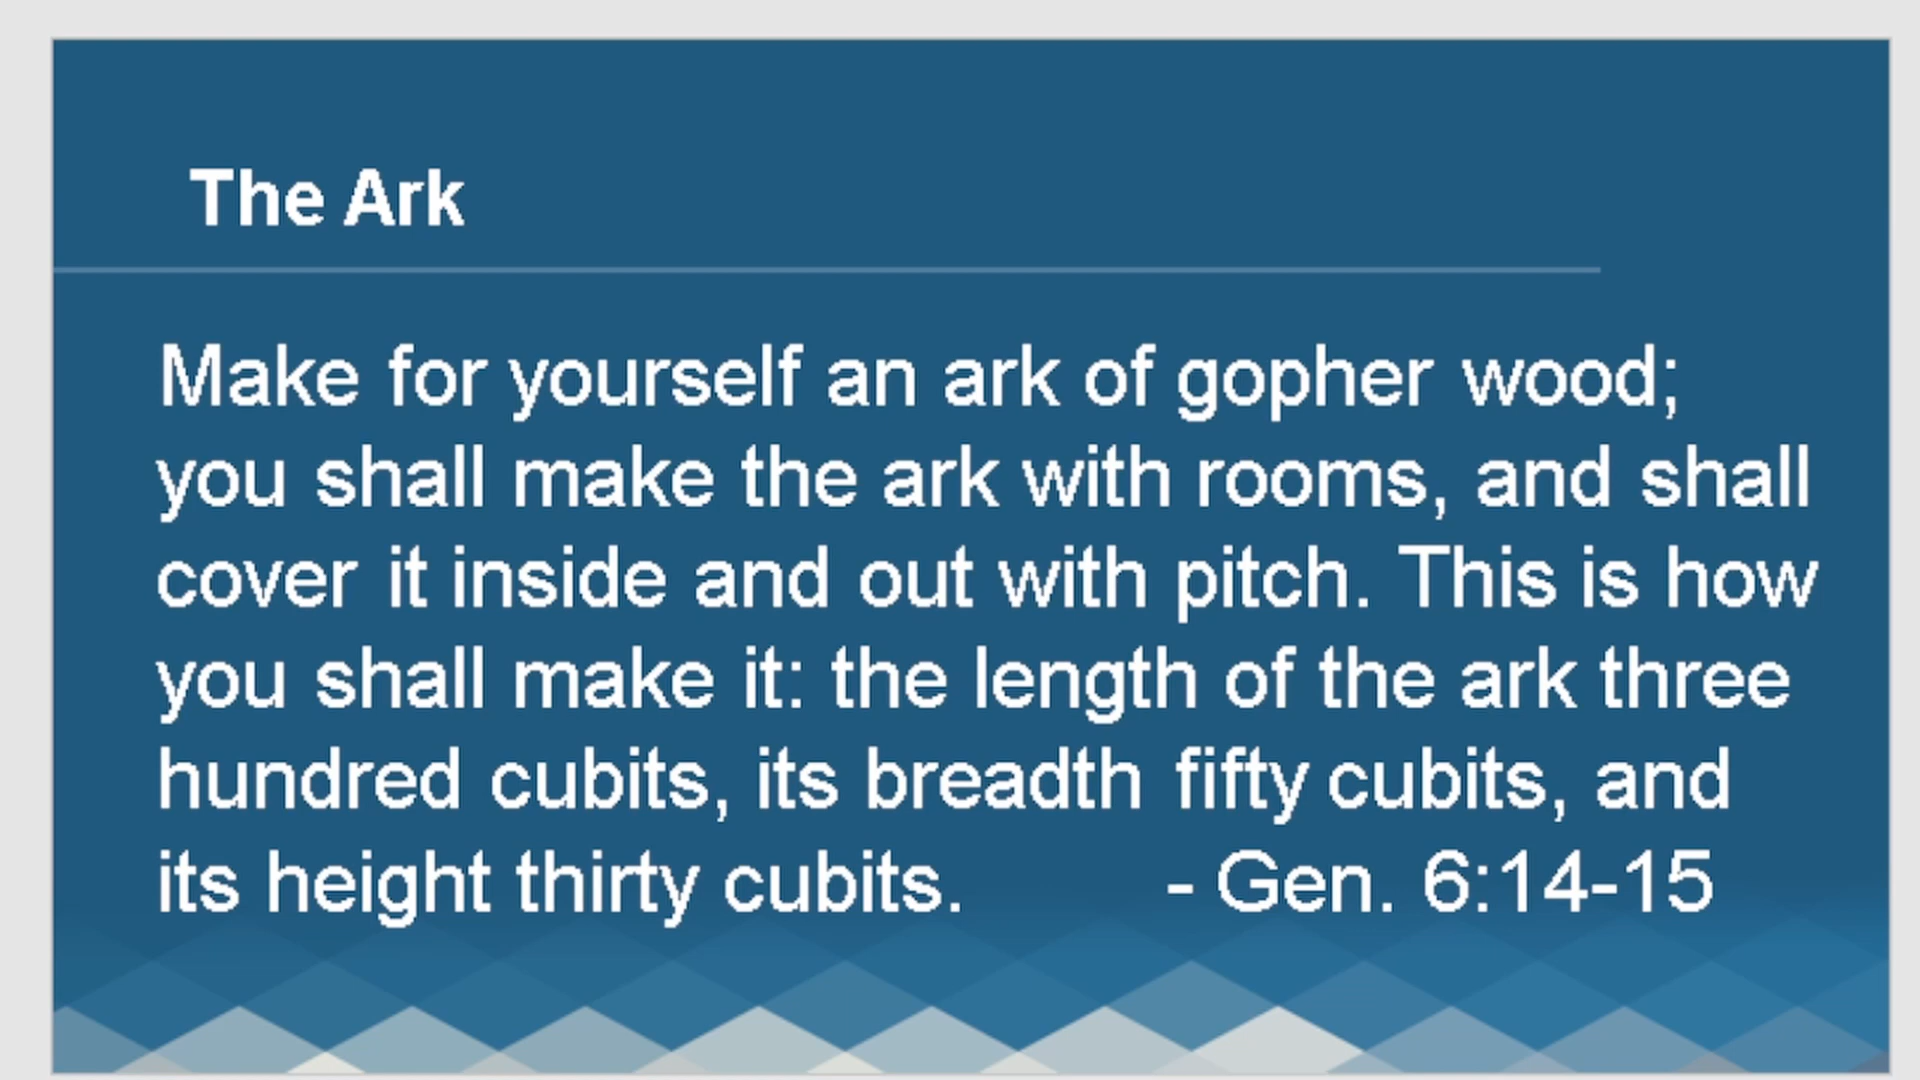 The Ark
Make for yourself an ark of gopher wood;
you shall make the ark with rooms, and shall
cover it inside and out with pitch. This is how
you shall make it: the length of the ark three
hundred cubits, its breadth fifty cubits, and
its height thirty cubits. - Gen. 6:14-15